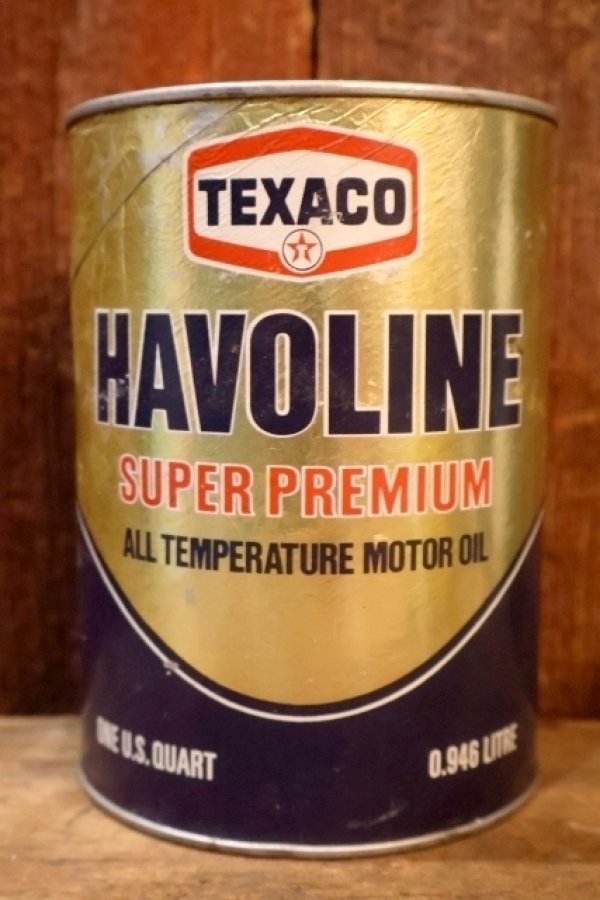 TEXACO
T
HAVOLINE
SUPER PREMIUM
ALL TEMPERATURE MOTOR OIL
ONE U.S. QUART
0.946 LITRE